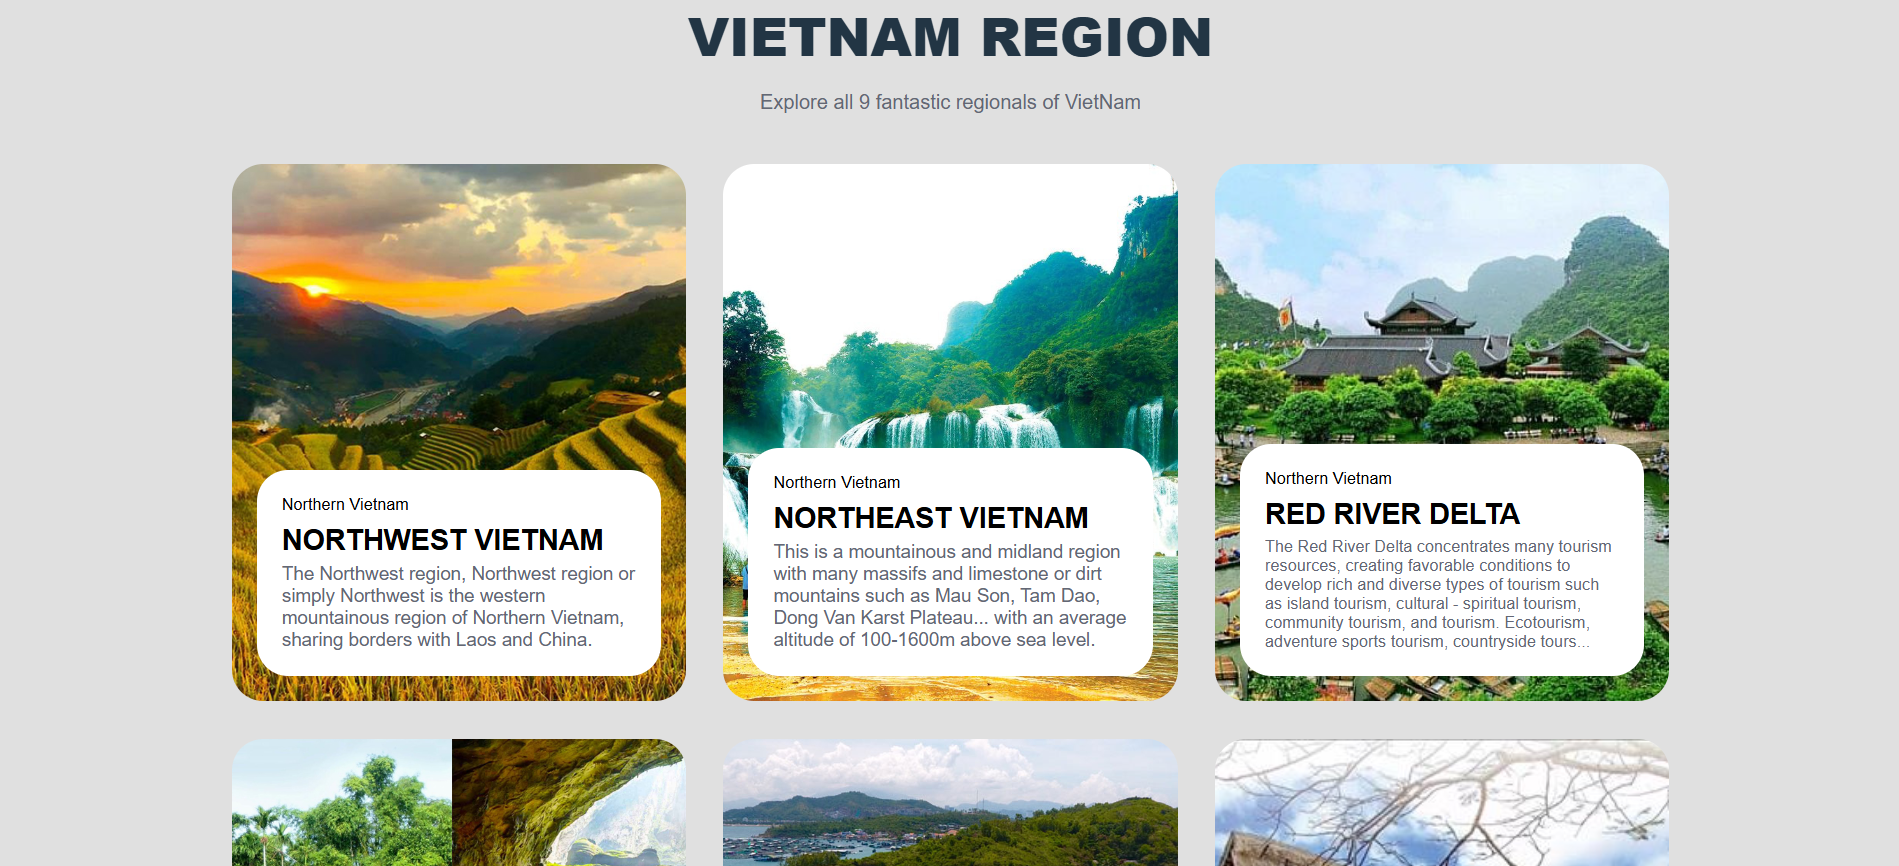 VIETNAM REGION
Explore all 9 fantastic regionals of VietNam
Northern Vietnam
NORTHWEST VIETNAM
The Northwest region, Northwest region or
simply Northwest is the western
mountainous region of Northern Vietnam,
sharing borders with Laos and China.
Northern Vietnam
NORTHEAST VIETNAM
This is a mountainous and midland region
with many massifs and limestone or dirt
mountains such as Mau Son, Tam Dao,
Dong Van Karst Plateau... with an average
altitude of 100-1600m above sea level.
Northern Vietnam
RED RIVER DELTA
The Red River Delta concentrates many tourism
resources, creating favorable conditions to
develop rich and diverse types of tourism such
as island tourism, cultural - spiritual tourism,
community tourism, and tourism. Ecotourism,
adventure sports tourism, countryside tours...